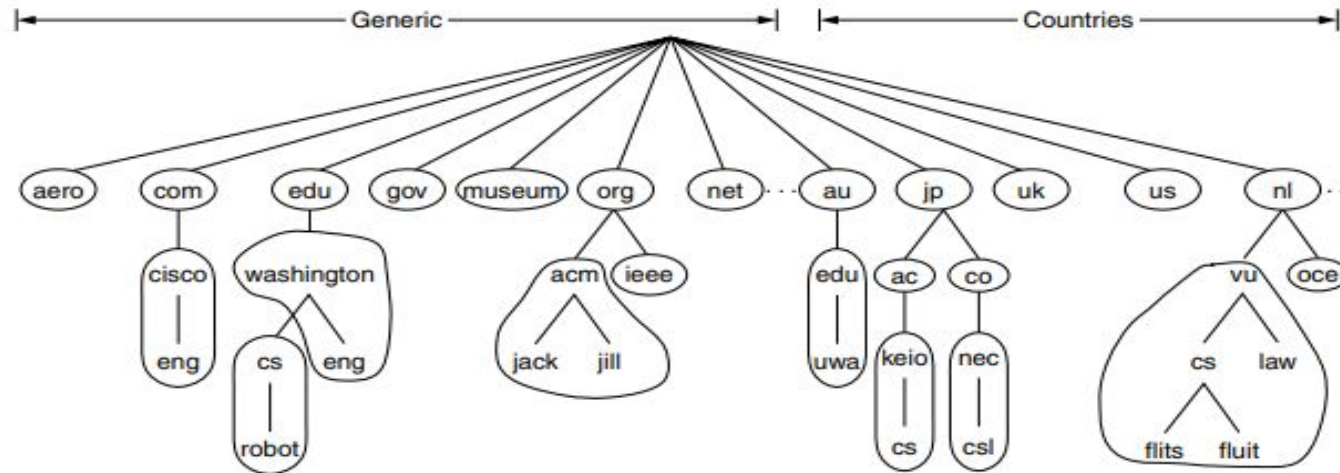 Generic Countries
aero com edu gov museum org net au jp uk us nl
cisco washington acm ieee edu ac co vu oce
eng cs eng jack jill uwa keio nec cs law
robot cs csl flits fluit